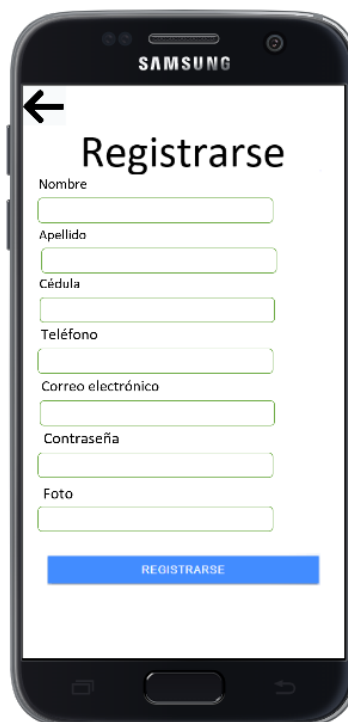 SAMSUNG
Registrarse
Nombre
Apellido
Cédula
Teléfono
Correo electrónico
Contraseña
Foto
REGISTRARSE